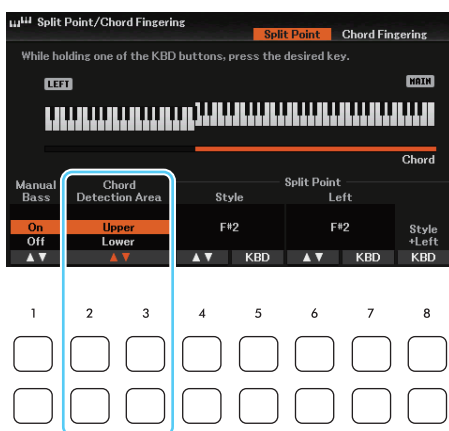 Split Point/Chord Fingering
Split Point Chord Fingering
While holding one of the KBD buttons, press the desired key.
LEFT MAIN
Chord
Manual Bass Chord Detection Area Split Point
Style Left
On Upper F#2 F#2
Off Lower Style +Left
▲▼ ▲▼ ▲▼ KBD ▲▼ KBD KBD
1 2 3 4 5 6 7 8